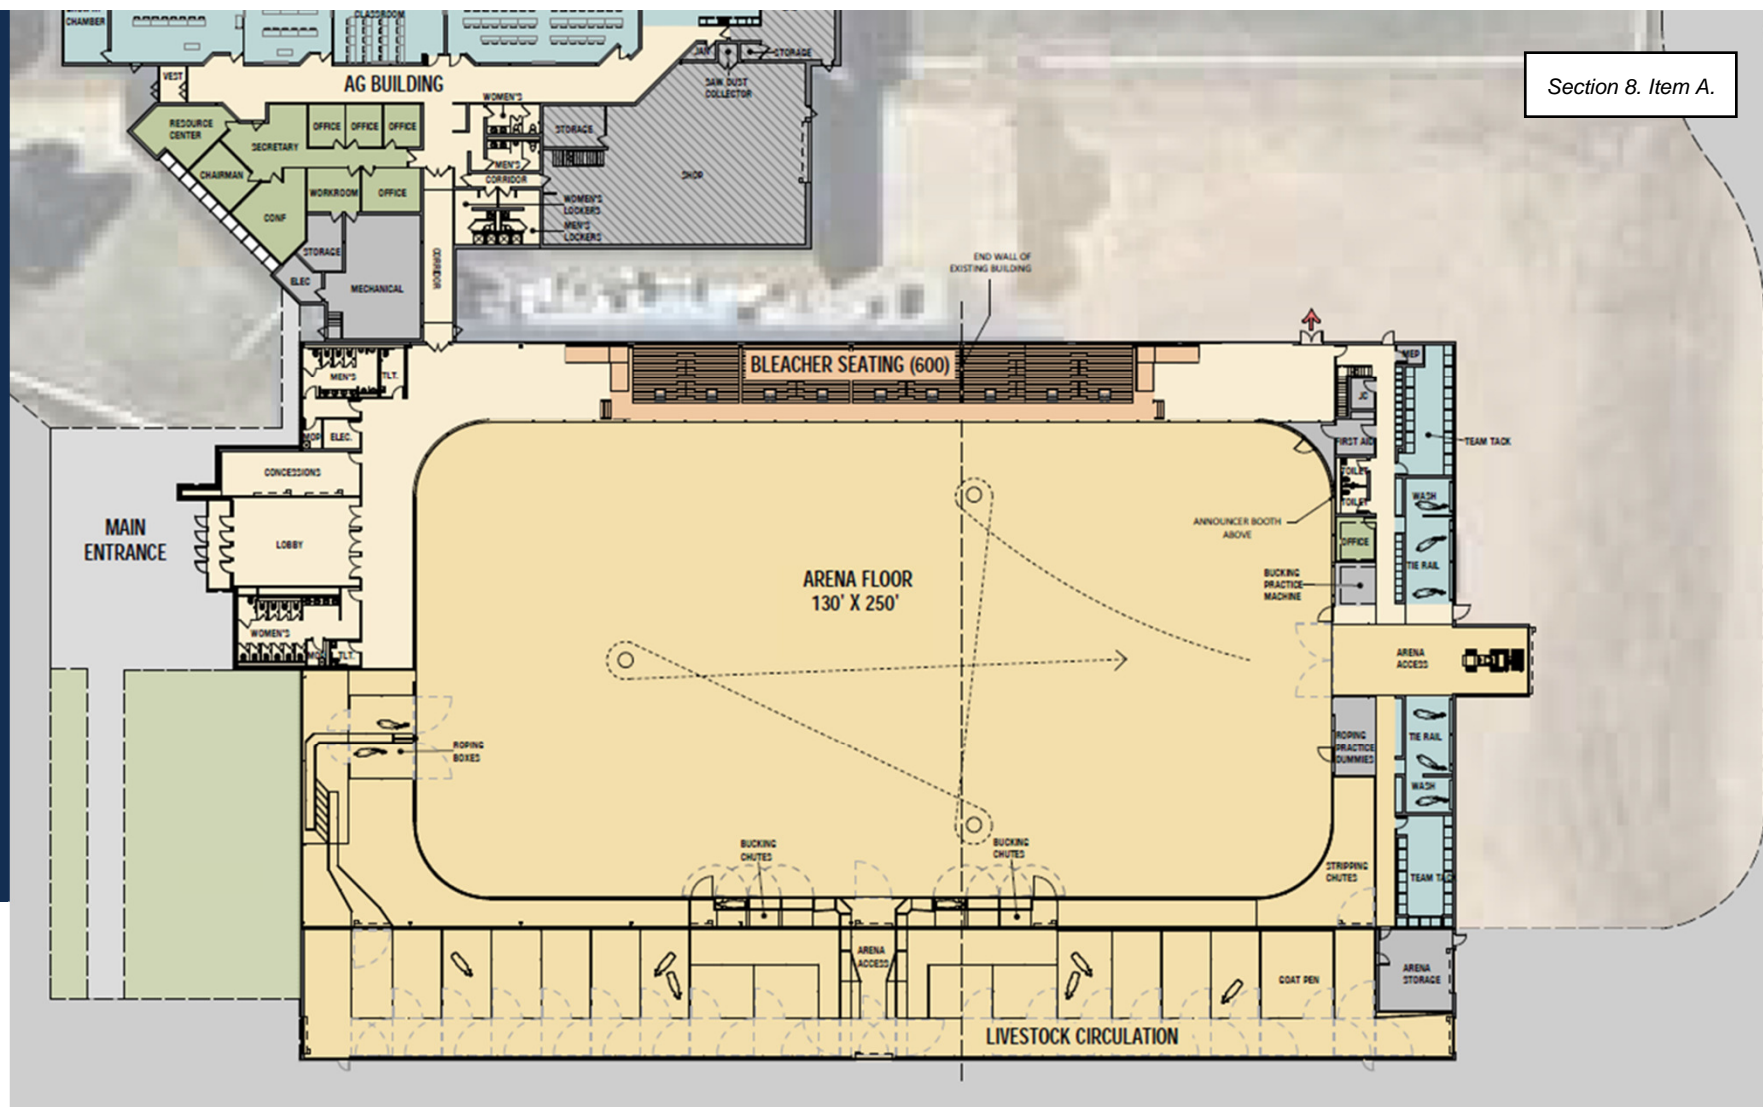 CHAMBER
CLASSROOM
JAN
STORAGE
SAW DUST
COLLECTOR
Section 8. Item A.
VEST
AG BUILDING
WOMEN'S
RESOURCE
CENTER
OFFICE
OFFICE
OFFICE
STORAGE
SECRETARY
MEN'S
CHAIRMAN
CORRIDOR
SHOP
WORKROOM
OFFICE
WOMEN'S
LOCKERS
CONF
MEN'S
LOCKERS
STORAGE
CORRIDOR
END WALL OF
EXISTING BUILDING
ELEC
MECHANICAL
BLEACHER SEATING (600)
MEP
MEN'S
TLT.
JC
MOP
ELEC.
FIRST AID
TEAM TACK
CONCESSIONS
TOILET
TOILET
WASH
MAIN
ENTRANCE
LOBBY
ANNOUNCER BOOTH
ABOVE
OFFICE
TIE RAIL
ARENA FLOOR
130' X 250'
BUCKING
PRACTICE
MACHINE
WOMEN'S
TLT.
ARENA
ACCESS
ROPING
BOXES
ROPING
PRACTICE
DUMMIES
TIE RAIL
WASH
BUCKING
CHUTES
BUCKING
CHUTES
STRIPPING
CHUTES
TEAM TACK
ARENA
ACCESS
GOAT PEN
ARENA
STORAGE
LIVESTOCK CIRCULATION